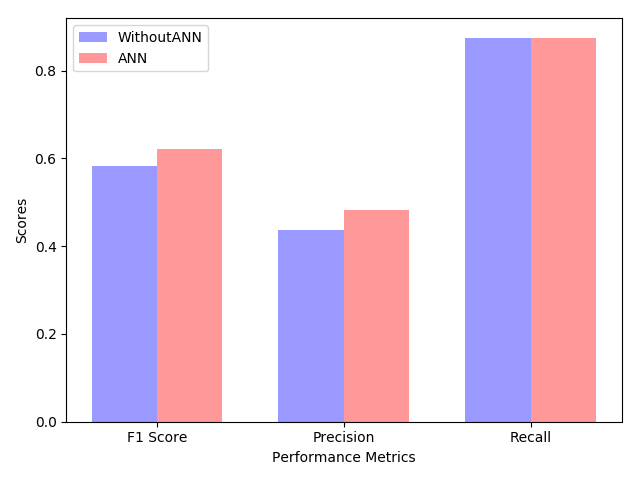 WithoutANN
ANN
0.8
0.6
0.4
0.2
0.0
Scores
F1 Score Precision Recall
Performance Metrics